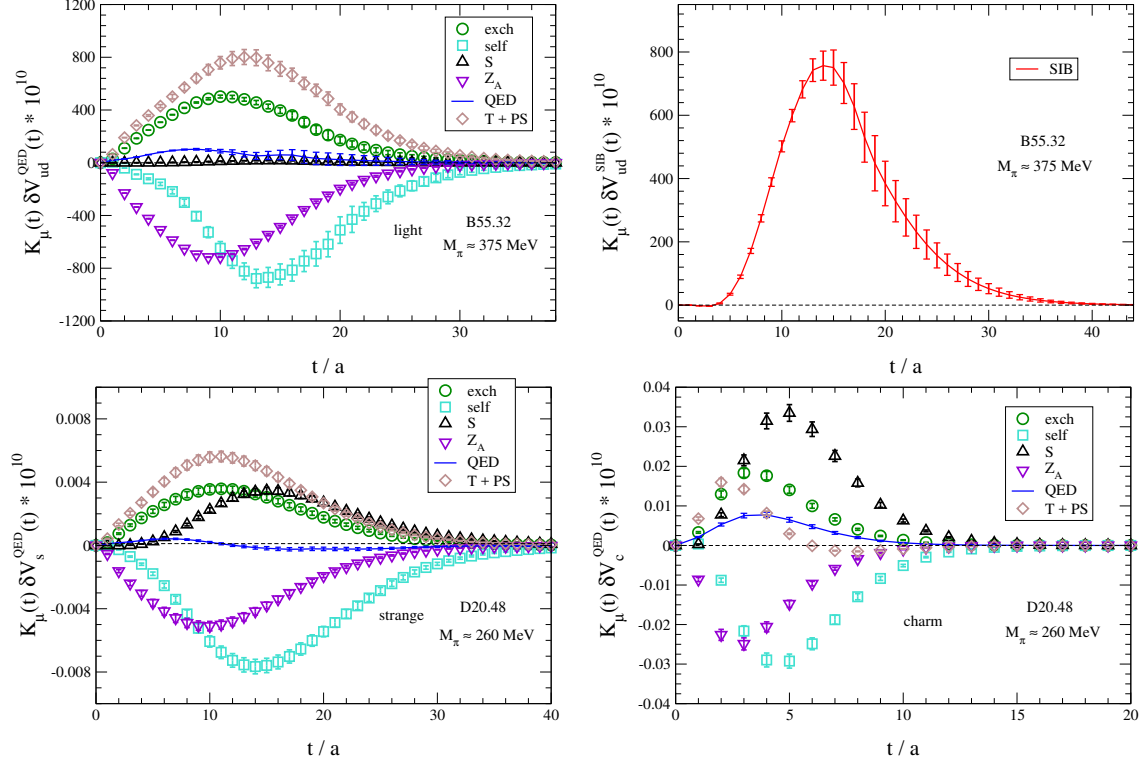 K_μ(t) δV_ud^QED(t) * 10^10
1200
800
400
0
-400
-800
-1200
exch
self
S
Z_A
QED
T + PS
light
B55.32
M_π ≈ 375 MeV
0
10
20
30
t / a
K_μ(t) δV_ud^SIB(t) * 10^10
800
600
400
200
0
SIB
B55.32
M_π ≈ 375 MeV
0
10
20
30
40
t / a
K_μ(t) δV_s^QED(t) * 10^10
0.008
0.004
0.000
-0.004
-0.008
exch
self
S
Z_A
QED
T + PS
strange
D20.48
M_π ≈ 260 MeV
0
10
20
30
40
t / a
K_μ(t) δV_c^QED(t) * 10^10
0.04
0.03
0.02
0.01
0.00
-0.01
-0.02
-0.03
-0.04
exch
self
S
Z_A
QED
T + PS
charm
D20.48
M_π ≈ 260 MeV
0
5
10
15
20
t / a